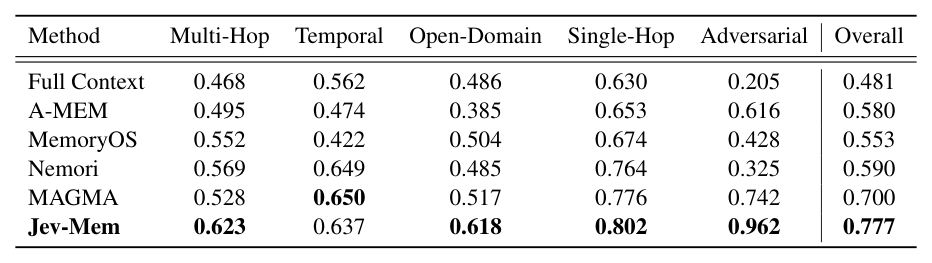 Method Multi-Hop Temporal Open-Domain Single-Hop Adversarial Overall
Full Context 0.468 0.562 0.486 0.630 0.205 0.481
A-MEM 0.495 0.474 0.385 0.653 0.616 0.580
MemoryOS 0.552 0.422 0.504 0.674 0.428 0.553
Nemori 0.569 0.649 0.485 0.764 0.325 0.590
MAGMA 0.528 0.650 0.517 0.776 0.742 0.700
Jev-Mem 0.623 0.637 0.618 0.802 0.962 0.777